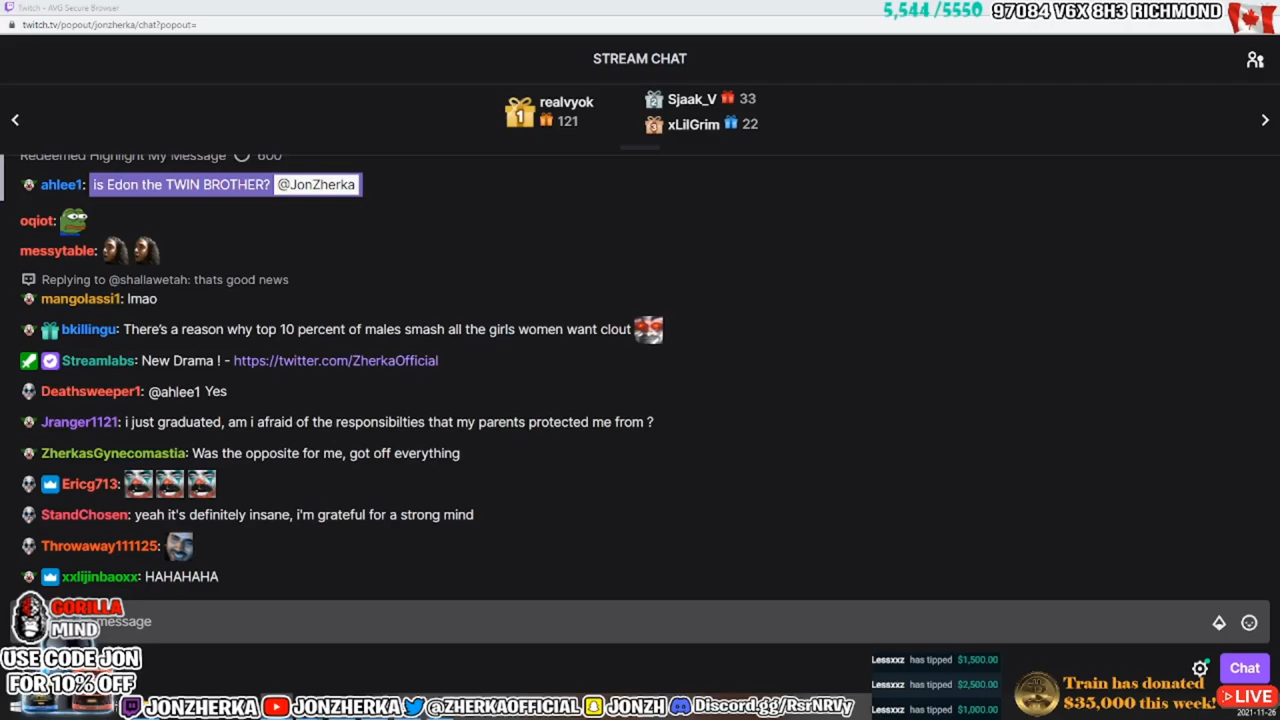 Twitch - AVG Secure Browser
twitch.tv/popout/jonzherka/chat?popout=
5,544 /5550 97084 V6X 8H3 RICHMOND
STREAM CHAT
1 realvyok 121
2 Sjaak_V 33
3 xLilGrim 22
Redeemed Highlight My Message 600
ahlee1: is Edon the TWIN BROTHER? @JonZherka
oqiot:
messytable:
Replying to @shallawetah: thats good news
mangolassi1: lmao
bkillingu: There's a reason why top 10 percent of males smash all the girls women want clout
Streamlabs: New Drama ! - https://twitter.com/ZherkaOfficial
Deathsweeper1: @ahlee1 Yes
Jranger1121: i just graduated, am i afraid of the responsibilties that my parents protected me from ?
ZherkasGynecomastia: Was the opposite for me, got off everything
Ericg713:
StandChosen: yeah it's definitely insane, i'm grateful for a strong mind
Throwaway111125:
xxlijinbaoxx: HAHAHAHA
GORILLA
MIND
message
USE CODE JON
FOR 10% OFF
Lessxxz has tipped $1,500.00
Lessxxz has tipped $2,500.00
Lessxxz has tipped $1,000.00
Chat
Train has donated
$35,000 this week!
LIVE
2021-11-26
JONZHERKA JONZHERKA @ZHERKAOFFICIAL JONZH Discord.gg/RsrNRVy